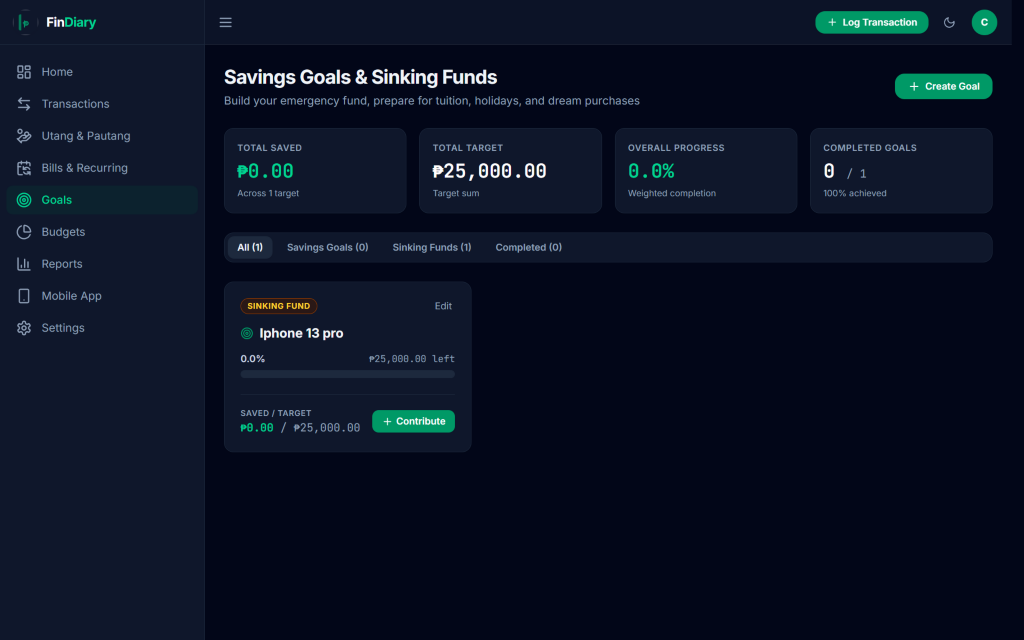 FinDiary
+ Log Transaction
C
Home
Transactions
Utang & Pautang
Bills & Recurring
Goals
Budgets
Reports
Mobile App
Settings
Savings Goals & Sinking Funds
Build your emergency fund, prepare for tuition, holidays, and dream purchases
+ Create Goal
TOTAL SAVED
₱0.00
Across 1 target
TOTAL TARGET
₱25,000.00
Target sum
OVERALL PROGRESS
0.0%
Weighted completion
COMPLETED GOALS
0 / 1
100% achieved
All (1)
Savings Goals (0)
Sinking Funds (1)
Completed (0)
SINKING FUND
Edit
Iphone 13 pro
0.0%
₱25,000.00 left
SAVED / TARGET
₱0.00 / ₱25,000.00
+ Contribute